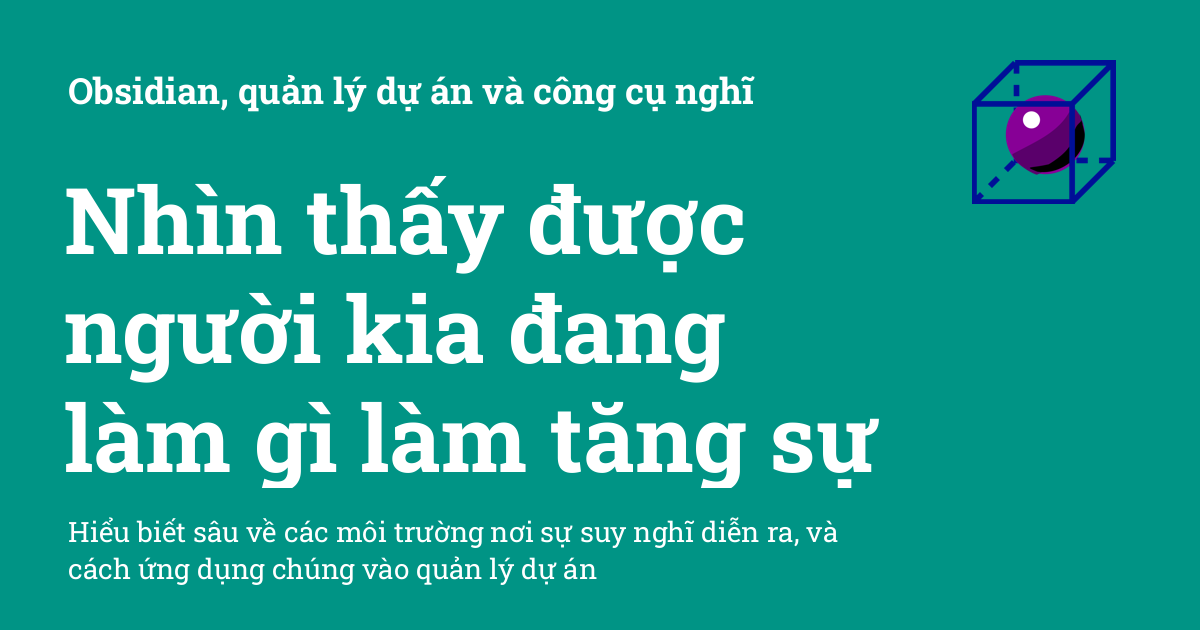 Obsidian, quản lý dự án và công cụ nghĩ
Nhìn thấy được
người kia đang
làm gì làm tăng sự
Hiểu biết sâu về các môi trường nơi sự suy nghĩ diễn ra, và
cách ứng dụng chúng vào quản lý dự án